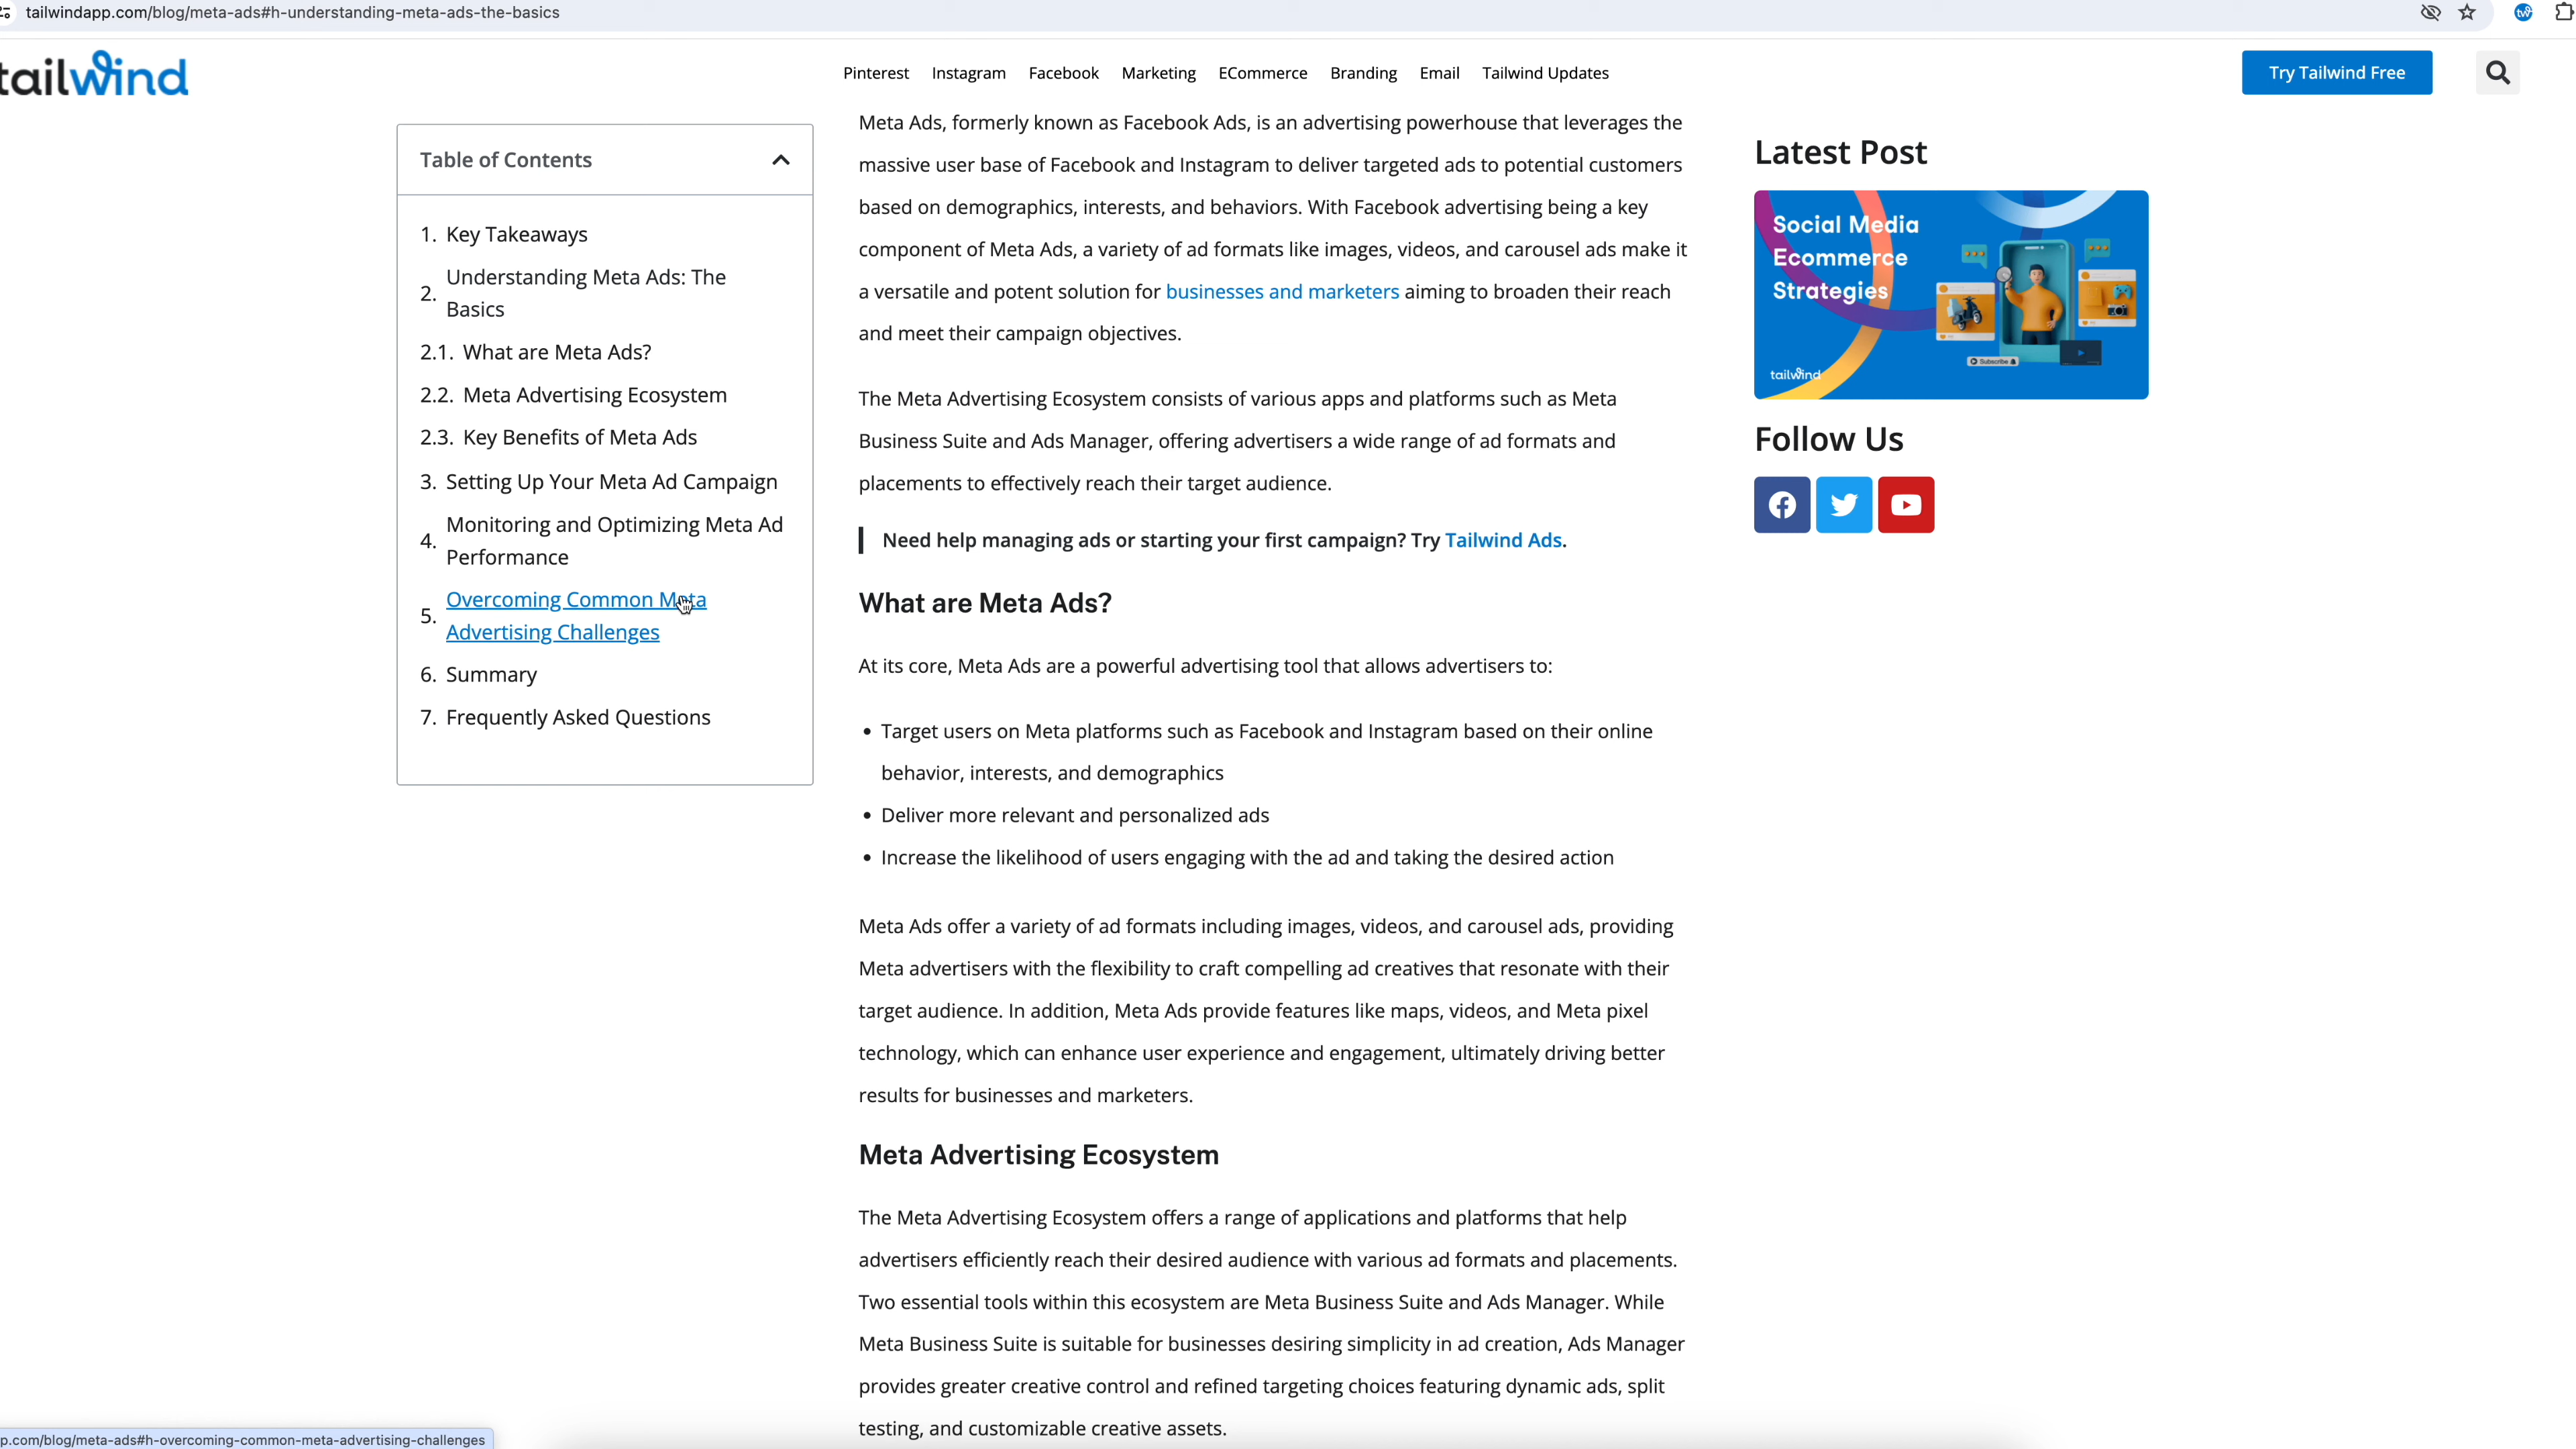 tailwindapp.com/blog/meta-ads#h-understanding-meta-ads-the-basics
tailwind
Pinterest Instagram Facebook Marketing ECommerce Branding Email Tailwind Updates
Try Tailwind Free
Table of Contents
1. Key Takeaways
2. Understanding Meta Ads: The
Basics
2.1. What are Meta Ads?
2.2. Meta Advertising Ecosystem
2.3. Key Benefits of Meta Ads
3. Setting Up Your Meta Ad Campaign
4. Monitoring and Optimizing Meta Ad
Performance
5. Overcoming Common Meta
Advertising Challenges
6. Summary
7. Frequently Asked Questions
Meta Ads, formerly known as Facebook Ads, is an advertising powerhouse that leverages the
massive user base of Facebook and Instagram to deliver targeted ads to potential customers
based on demographics, interests, and behaviors. With Facebook advertising being a key
component of Meta Ads, a variety of ad formats like images, videos, and carousel ads make it
a versatile and potent solution for businesses and marketers aiming to broaden their reach
and meet their campaign objectives.
The Meta Advertising Ecosystem consists of various apps and platforms such as Meta
Business Suite and Ads Manager, offering advertisers a wide range of ad formats and
placements to effectively reach their target audience.
Need help managing ads or starting your first campaign? Try Tailwind Ads.
What are Meta Ads?
At its core, Meta Ads are a powerful advertising tool that allows advertisers to:
• Target users on Meta platforms such as Facebook and Instagram based on their online
behavior, interests, and demographics
• Deliver more relevant and personalized ads
• Increase the likelihood of users engaging with the ad and taking the desired action
Meta Ads offer a variety of ad formats including images, videos, and carousel ads, providing
Meta advertisers with the flexibility to craft compelling ad creatives that resonate with their
target audience. In addition, Meta Ads provide features like maps, videos, and Meta pixel
technology, which can enhance user experience and engagement, ultimately driving better
results for businesses and marketers.
Meta Advertising Ecosystem
The Meta Advertising Ecosystem offers a range of applications and platforms that help
advertisers efficiently reach their desired audience with various ad formats and placements.
Two essential tools within this ecosystem are Meta Business Suite and Ads Manager. While
Meta Business Suite is suitable for businesses desiring simplicity in ad creation, Ads Manager
provides greater creative control and refined targeting choices featuring dynamic ads, split
testing, and customizable creative assets.
Latest Post
Social Media
Ecommerce
Strategies
Subscribe
tailwind
Follow Us
p.com/blog/meta-ads#h-overcoming-common-meta-advertising-challenges